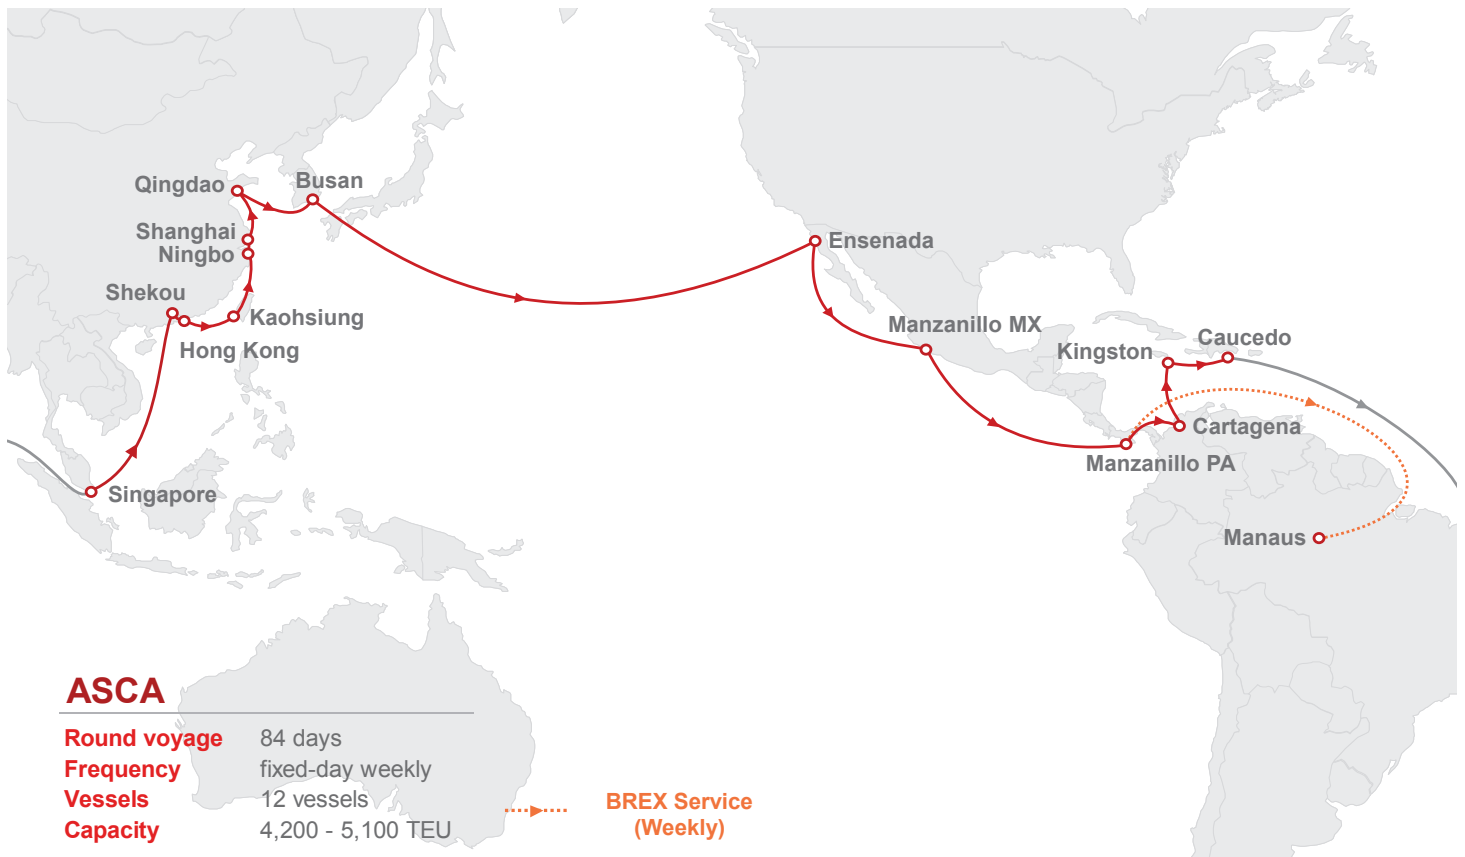 Qingdao
Busan
Shanghai
Ningbo
Ensenada
Shekou
Kaohsiung
Hong Kong
Manzanillo MX
Caucedo
Kingston
Cartagena
Manzanillo PA
Singapore
Manaus
ASCA
Round voyage 84 days
Frequency fixed-day weekly
Vessels 12 vessels
Capacity 4,200 - 5,100 TEU
BREX Service
(Weekly)